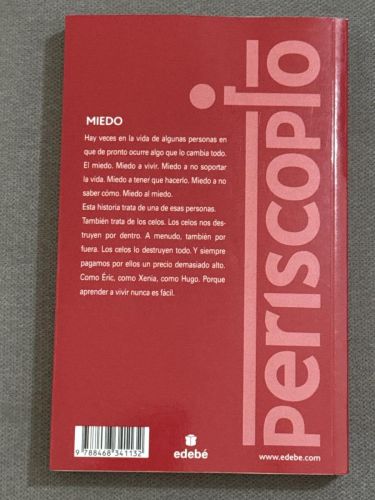 MIEDO
Hay veces en la vida de algunas personas en
que de pronto ocurre algo que lo cambia todo.
El miedo. Miedo a vivir. Miedo a no soportar
la vida. Miedo a tener que hacerlo. Miedo a no
saber cómo. Miedo al miedo.
Esta historia trata de una de esas personas.
También trata de los celos. Los celos nos des-
truyen por dentro. A menudo, también por
fuera. Los celos lo destruyen todo. Y siempre
pagamos por ellos un precio demasiado alto.
Como Éric, como Xenia, como Hugo. Porque
aprender a vivir nunca es fácil.
periscopio
9 788468 341132
edebé
www.edebe.com